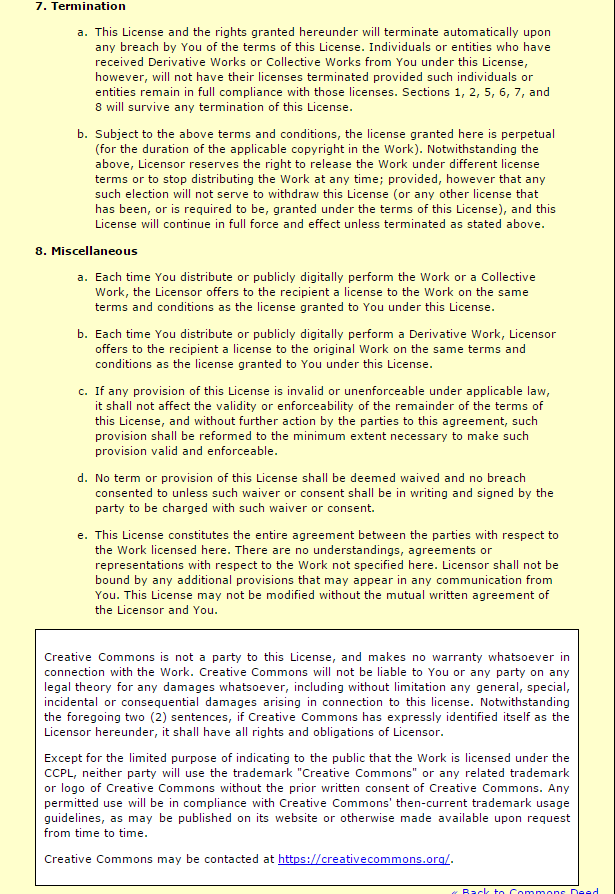 7. Termination
a. This License and the rights granted hereunder will terminate automatically upon
any breach by You of the terms of this License. Individuals or entities who have
received Derivative Works or Collective Works from You under this License,
however, will not have their licenses terminated provided such individuals or
entities remain in full compliance with those licenses. Sections 1, 2, 5, 6, 7, and
8 will survive any termination of this License.
b. Subject to the above terms and conditions, the license granted here is perpetual
(for the duration of the applicable copyright in the Work). Notwithstanding the
above, Licensor reserves the right to release the Work under different license
terms or to stop distributing the Work at any time; provided, however that any
such election will not serve to withdraw this License (or any other license that
has been, or is required to be, granted under the terms of this License), and this
License will continue in full force and effect unless terminated as stated above.
8. Miscellaneous
a. Each time You distribute or publicly digitally perform the Work or a Collective
Work, the Licensor offers to the recipient a license to the Work on the same
terms and conditions as the license granted to You under this License.
b. Each time You distribute or publicly digitally perform a Derivative Work, Licensor
offers to the recipient a license to the original Work on the same terms and
conditions as the license granted to You under this License.
c. If any provision of this License is invalid or unenforceable under applicable law,
it shall not affect the validity or enforceability of the remainder of the terms of
this License, and without further action by the parties to this agreement, such
provision shall be reformed to the minimum extent necessary to make such
provision valid and enforceable.
d. No term or provision of this License shall be deemed waived and no breach
consented to unless such waiver or consent shall be in writing and signed by the
party to be charged with such waiver or consent.
e. This License constitutes the entire agreement between the parties with respect to
the Work licensed here. There are no understandings, agreements or
representations with respect to the Work not specified here. Licensor shall not be
bound by any additional provisions that may appear in any communication from
You. This License may not be modified without the mutual written agreement of
the Licensor and You.
Creative Commons is not a party to this License, and makes no warranty whatsoever in
connection with the Work. Creative Commons will not be liable to You or any party on any
legal theory for any damages whatsoever, including without limitation any general, special,
incidental or consequential damages arising in connection to this license. Notwithstanding
the foregoing two (2) sentences, if Creative Commons has expressly identified itself as the
Licensor hereunder, it shall have all rights and obligations of Licensor.
Except for the limited purpose of indicating to the public that the Work is licensed under the
CCPL, neither party will use the trademark "Creative Commons" or any related trademark
or logo of Creative Commons without the prior written consent of Creative Commons. Any
permitted use will be in compliance with Creative Commons' then-current trademark usage
guidelines, as may be published on its website or otherwise made available upon request
from time to time.
Creative Commons may be contacted at https://creativecommons.org/.
« Back to Commons Deed